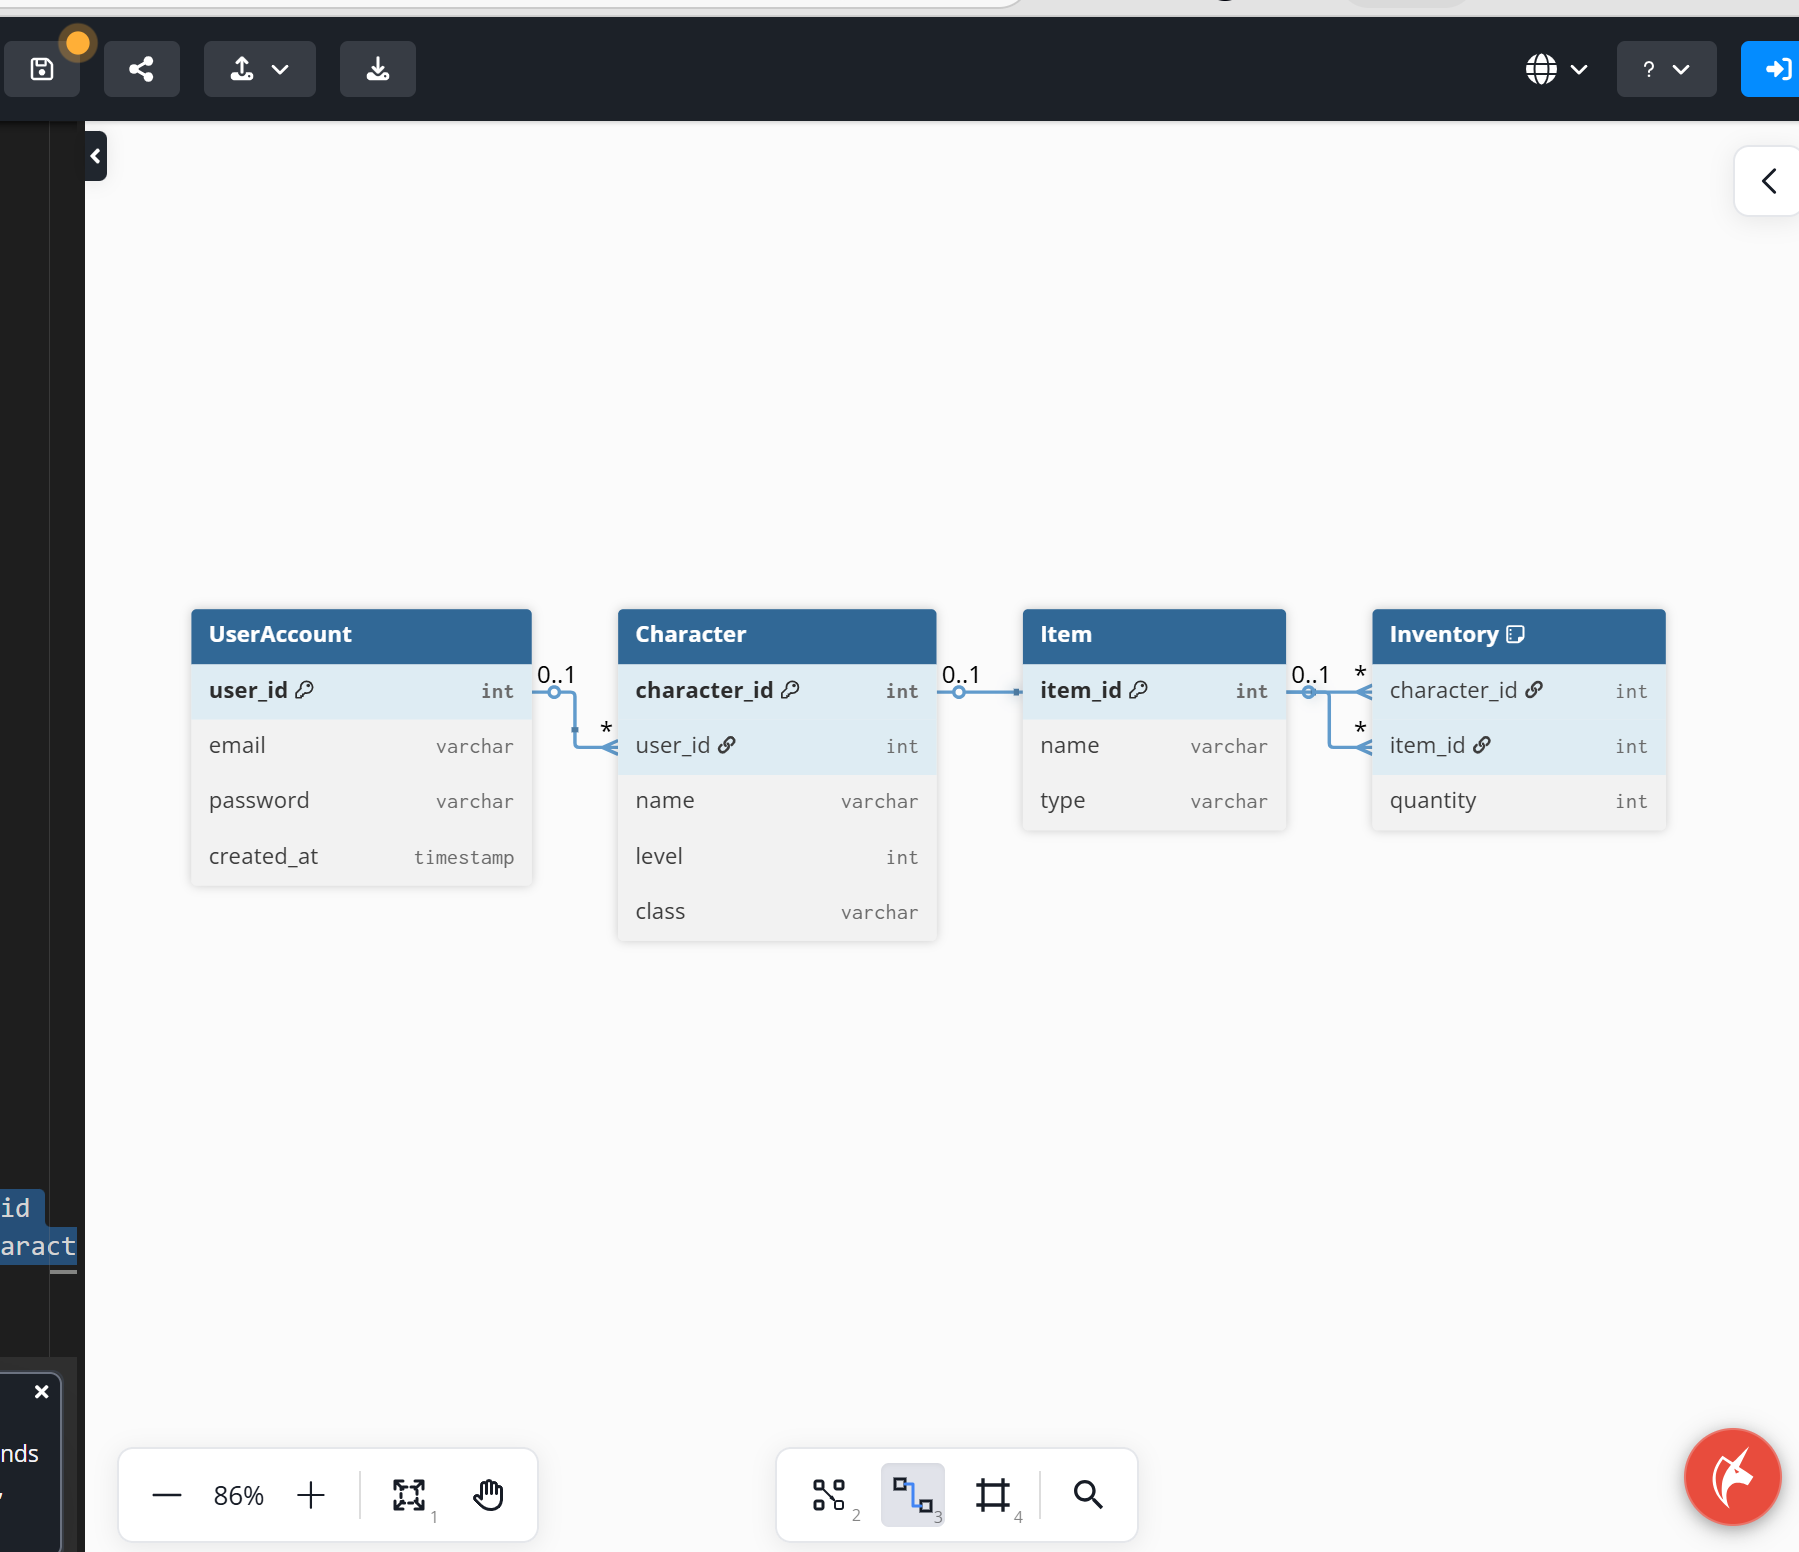 ?
UserAccount
user_id int
email varchar
password varchar
created_at timestamp
0..1
*
Character
character_id int
user_id int
name varchar
level int
class varchar
0..1
Item
item_id int
name varchar
type varchar
0..1
*
*
Inventory
character_id int
item_id int
quantity int
id
aract
nds
86%
1
2
3
4